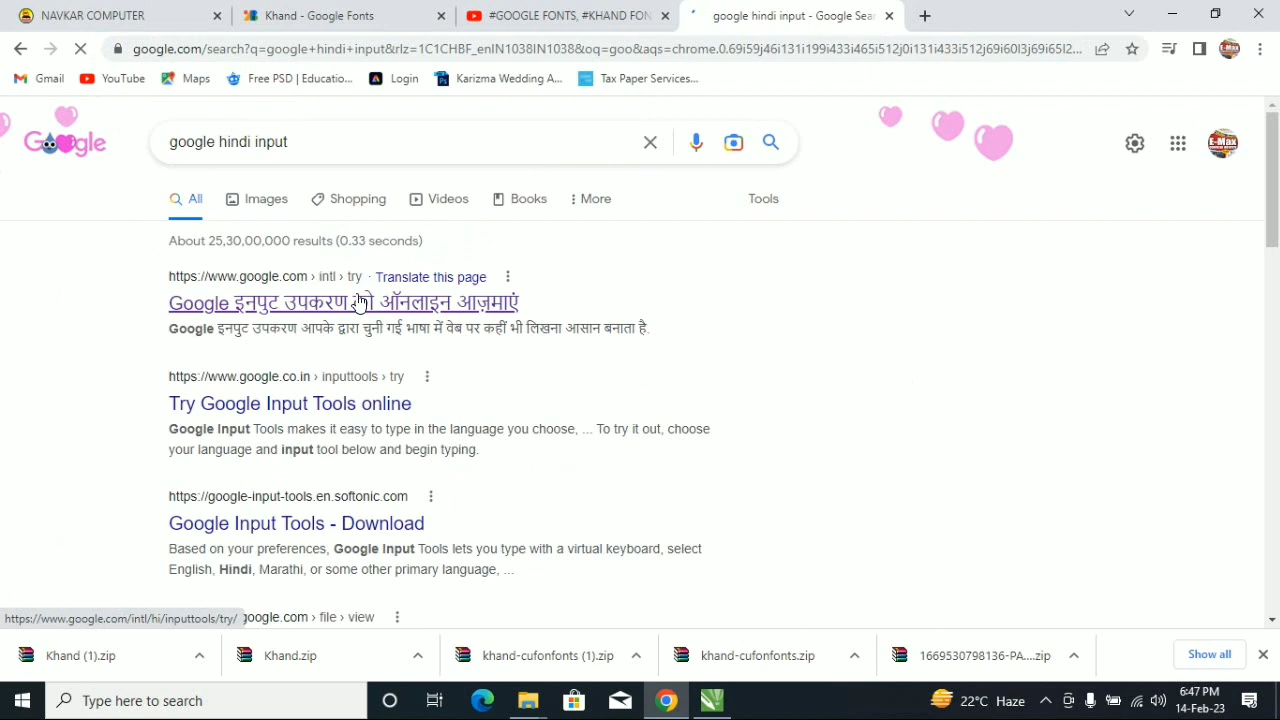 NAVKAR COMPUTER
Khand - Google Fonts
#GOOGLE FONTS, #KHAND FON
google hindi input - Google Sear
google.com/search?q=google+hindi+input&rlz=1C1CHBF_enIN1038IN1038&oq=goo&aqs=chrome.0.69i59j46i131i199i433i465i512j0i131i433i512j69i60l3j69i65l2...
Gmail YouTube Maps Free PSD | Educatio... Login Karizma Wedding A... Tax Paper Services...
Google
google hindi input
All Images Shopping Videos Books More Tools
About 25,30,00,000 results (0.33 seconds)
https://www.google.com › intl › try · Translate this page
Google इनपुट उपकरण को ऑनलाइन आज़माएं
Google इनपुट उपकरण आपके द्वारा चुनी गई भाषा में वेब पर कहीं भी लिखना आसान बनाता है.
https://www.google.co.in › inputtools › try
Try Google Input Tools online
Google Input Tools makes it easy to type in the language you choose, ... To try it out, choose
your language and input tool below and begin typing.
https://google-input-tools.en.softonic.com
Google Input Tools - Download
Based on your preferences, Google Input Tools lets you type with a virtual keyboard, select
English, Hindi, Marathi, or some other primary language, ...
https://www.google.com/intl/hi/inputtools/try/ google.com › file › view
Khand (1).zip Khand.zip khand-cufonfonts (1).zip khand-cufonfonts.zip 1669530798136-PA....zip Show all
Type here to search
22°C Haze
6:47 PM
14-Feb-23